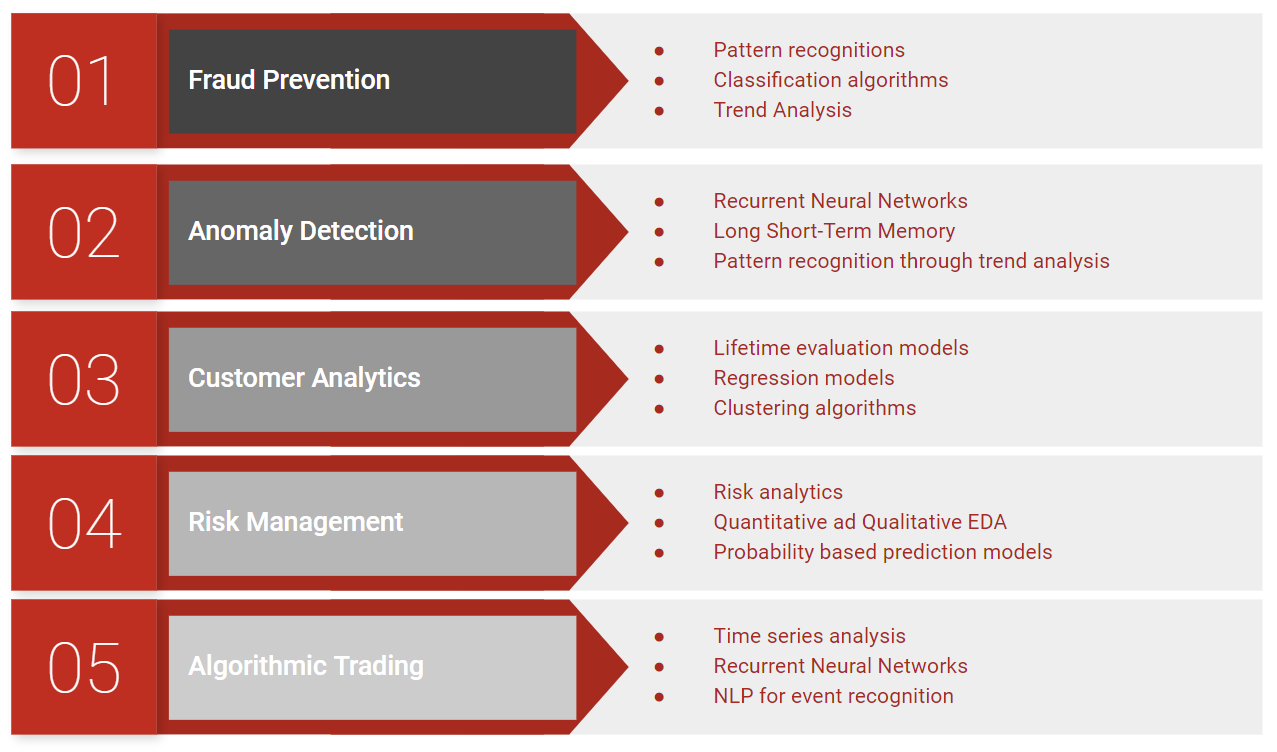 01
Fraud Prevention
Pattern recognitions
Classification algorithms
Trend Analysis
02
Anomaly Detection
Recurrent Neural Networks
Long Short-Term Memory
Pattern recognition through trend analysis
03
Customer Analytics
Lifetime evaluation models
Regression models
Clustering algorithms
04
Risk Management
Risk analytics
Quantitative ad Qualitative EDA
Probability based prediction models
05
Algorithmic Trading
Time series analysis
Recurrent Neural Networks
NLP for event recognition